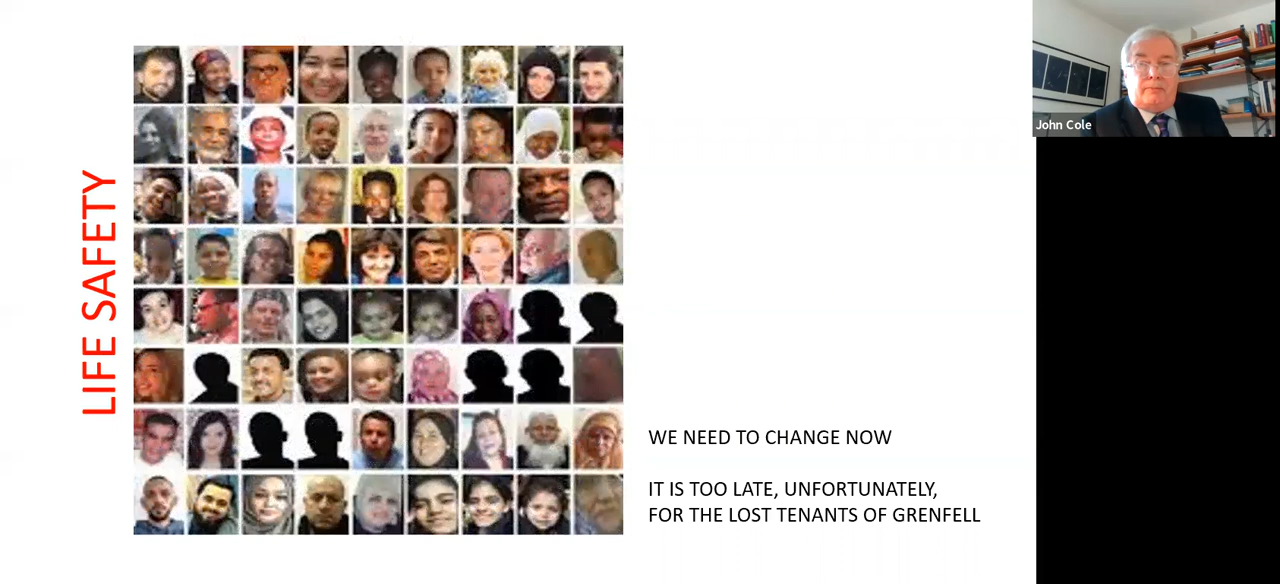 LIFE SAFETY
WE NEED TO CHANGE NOW
IT IS TOO LATE, UNFORTUNATELY,
FOR THE LOST TENANTS OF GRENFELL
John Cole